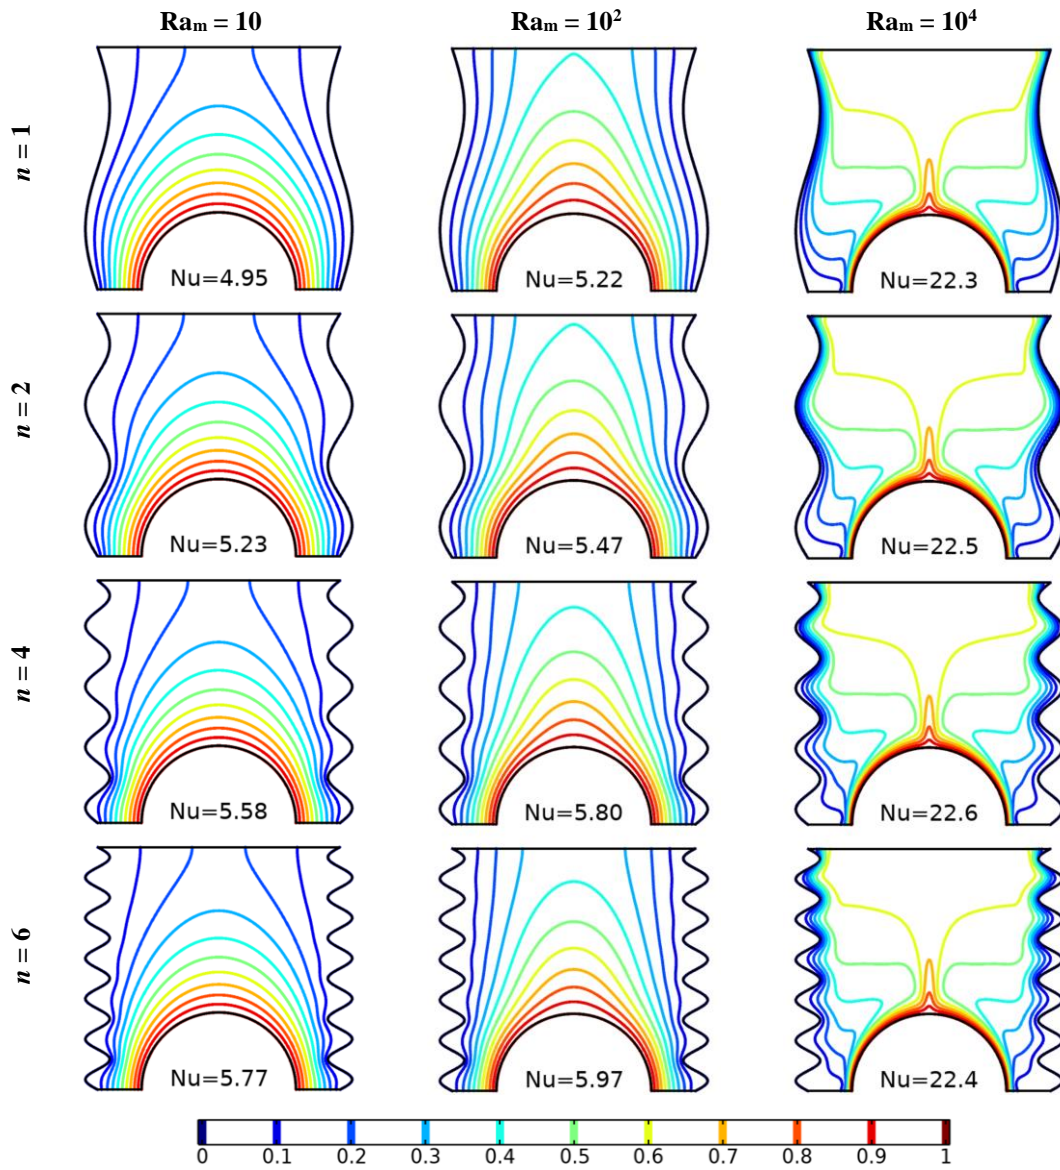 Raₘ = 10 Raₘ = 10² Raₘ = 10⁴
n = 1
Nu=4.95 Nu=5.22 Nu=22.3
n = 2
Nu=5.23 Nu=5.47 Nu=22.5
n = 4
Nu=5.58 Nu=5.80 Nu=22.6
n = 6
Nu=5.77 Nu=5.97 Nu=22.4
0 0.1 0.2 0.3 0.4 0.5 0.6 0.7 0.8 0.9 1